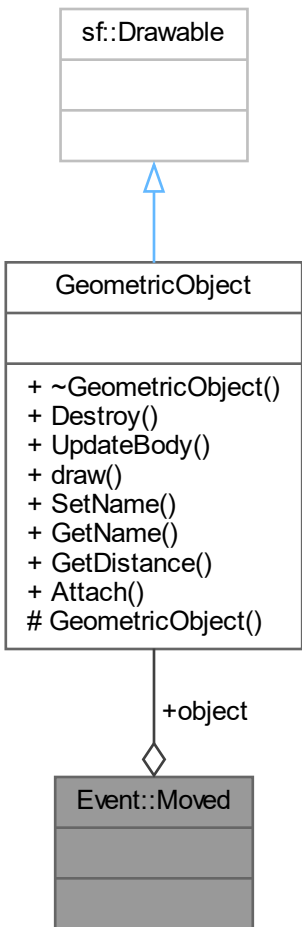 sf::Drawable
GeometricObject
+ ~GeometricObject()
+ Destroy()
+ UpdateBody()
+ draw()
+ SetName()
+ GetName()
+ GetDistance()
+ Attach()
# GeometricObject()
+object
Event::Moved